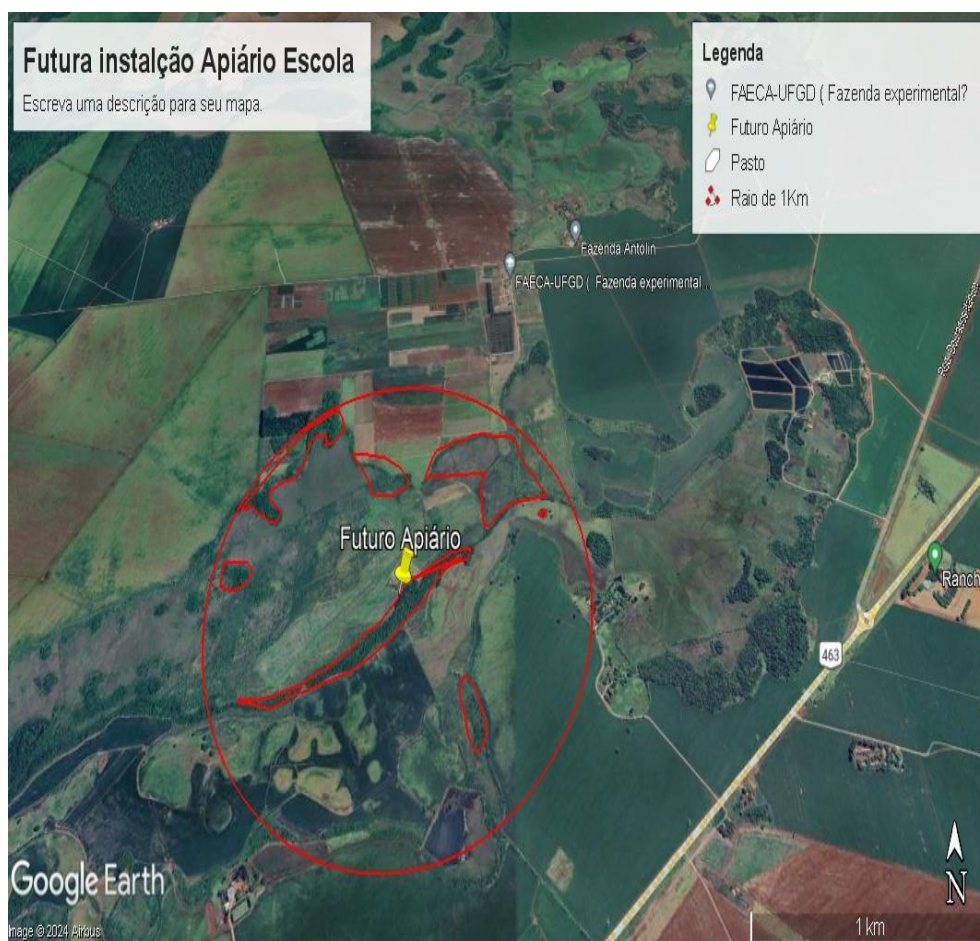 Futura instalção Apiário Escola
Escreva uma descrição para seu mapa.
Legenda
FAECA-UFGD ( Fazenda experimental?
Futuro Apiário
Pasto
Raio de 1Km
Fazenda Antolin
FAECA-UFGD ( Fazenda experimental...
Futuro Apiário
Ranch
463
Google Earth
N
Image © 2024 Airbus
1 km